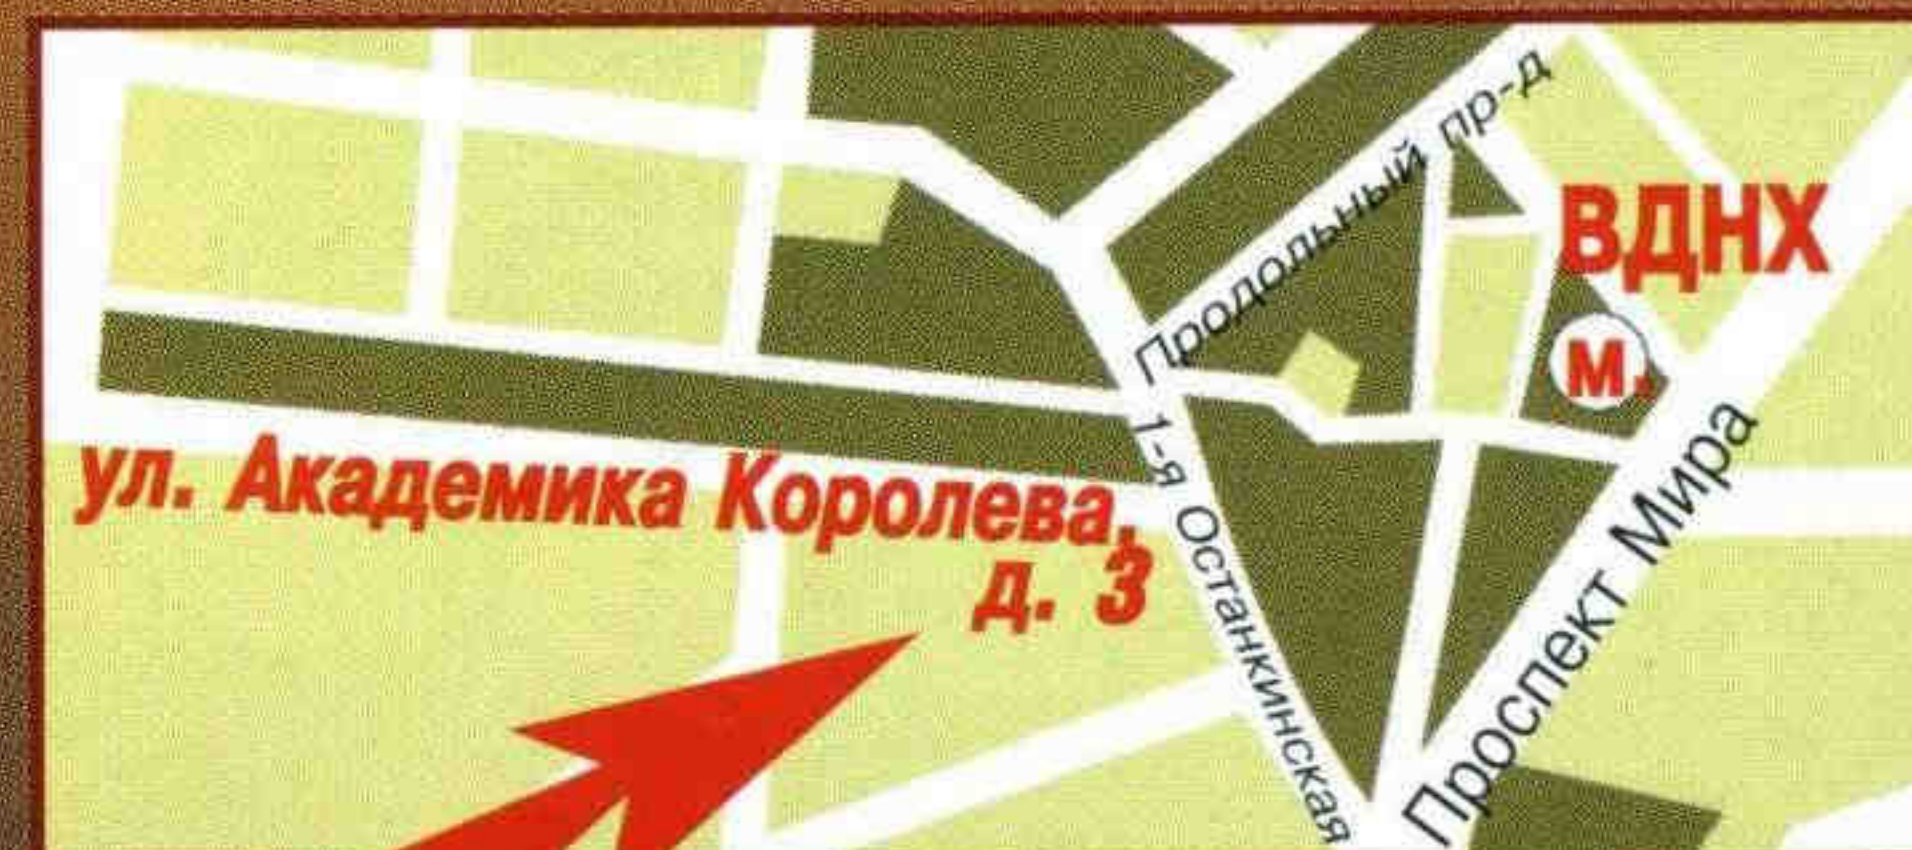 Продольный пр-д
ВДНХ
м.
ул. Академика Королева,
д. 3
1-я Останкинская
Проспект Мира